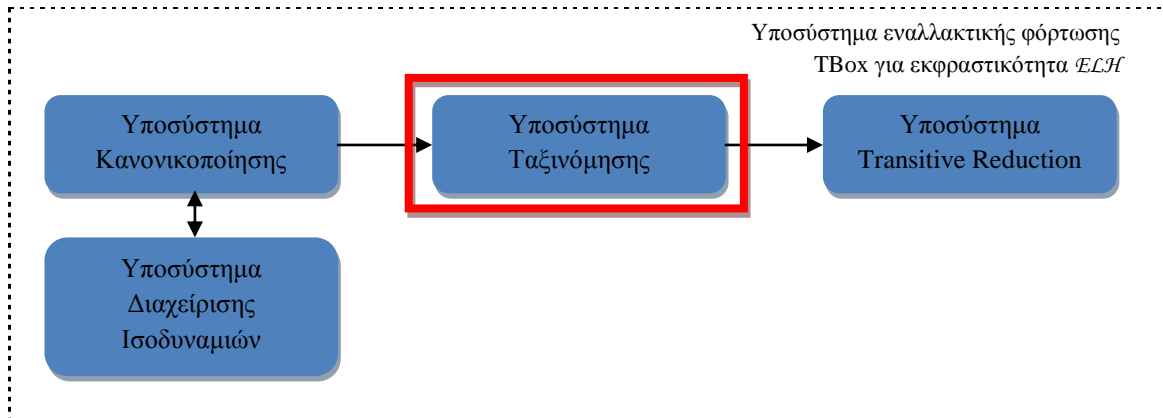 Υποσύστημα εναλλακτικής φόρτωσης
TBox για εκφραστικότητα ELH
Υποσύστημα
Κανονικοποίησης
Υποσύστημα
Ταξινόμησης
Υποσύστημα
Transitive Reduction
Υποσύστημα
Διαχείρισης
Ισοδυναμιών